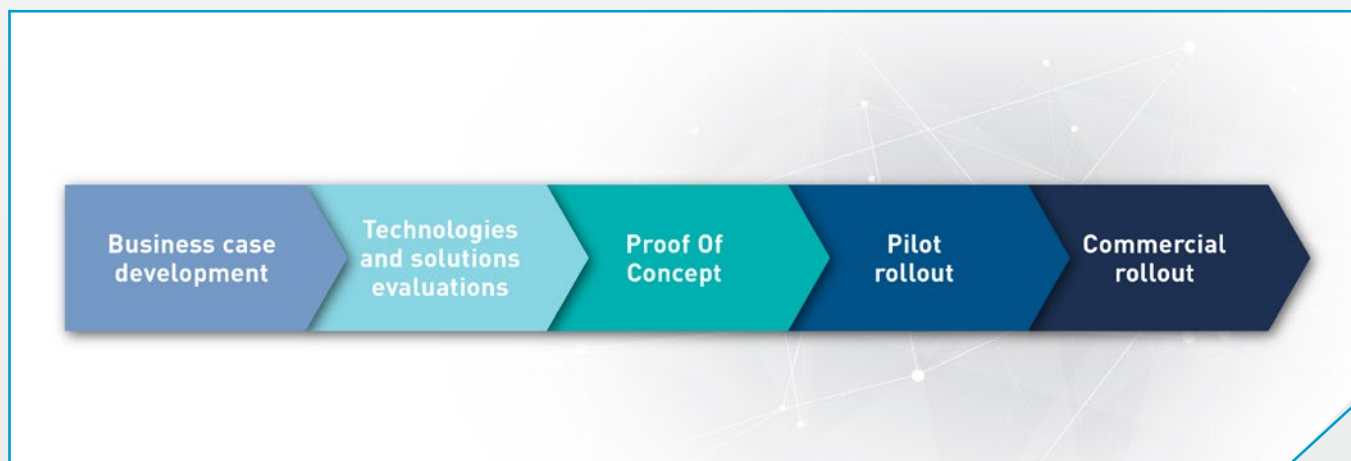 Business case
development
Technologies
and solutions
evaluations
Proof Of
Concept
Pilot
rollout
Commercial
rollout